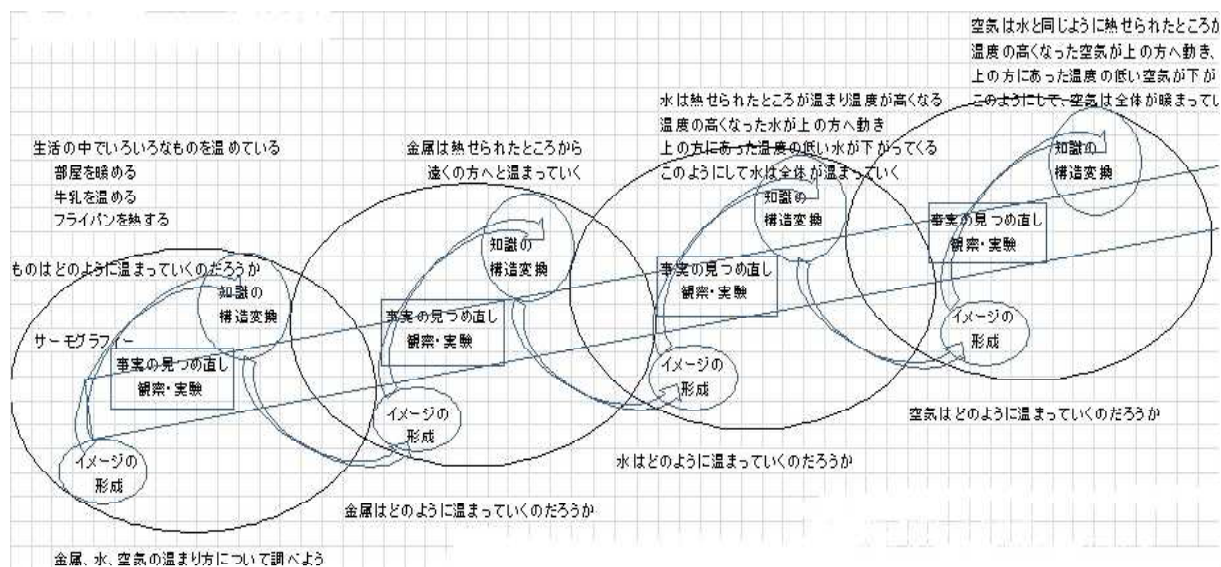 生活の中でいろいろなものを温めている
部屋を暖める
牛乳を温める
フライパンを熱する
ものはどのように温まっていくのだろうか
サーモグラフィー
知識の
構造変換
事実の見つめ直し
観察・実験
イメージの
形成
金属、水、空気の温まり方について調べよう
金属は熱せられたところから
遠くの方へと温まっていく
知識の
構造変換
事実の見つめ直し
観察・実験
イメージの
形成
金属はどのように温まっていくのだろうか
水は熱せられたところが温まり温度が高くなる
温度の高くなった水が上の方へ動き
上の方にあった温度の低い水が下がってくる
このようにして水は全体が温まっていく
知識の
構造変換
事実の見つめ直し
観察・実験
イメージの
形成
水はどのように温まっていくのだろうか
空気は水と同じように熱せられたところか
温度の高くなった空気が上の方へ動き、
上の方にあった温度の低い空気が下が
このようにして、空気は全体が暖まってい
知識の
構造変換
事実の見つめ直し
観察・実験
イメージの
形成
空気はどのように温まっていくのだろうか